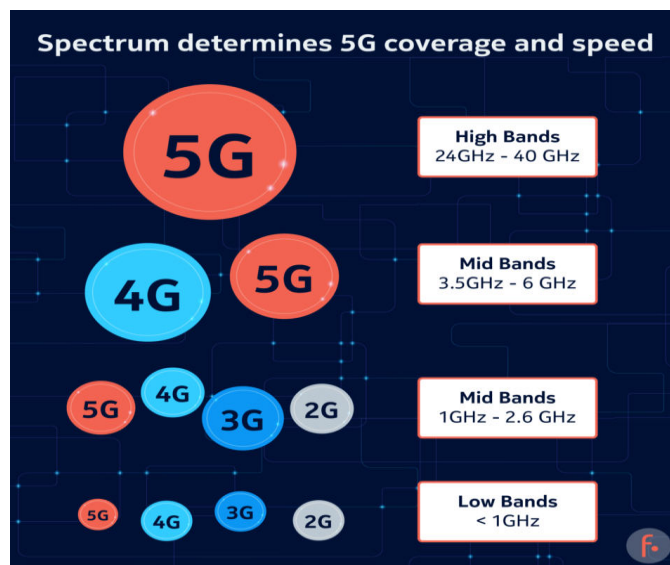 Spectrum determines 5G coverage and speed
5G
High Bands
24GHz - 40 GHz
4G
5G
Mid Bands
3.5GHz - 6 GHz
5G
4G
3G
2G
Mid Bands
1GHz - 2.6 GHz
5G
4G
3G
2G
Low Bands
< 1GHz
f.